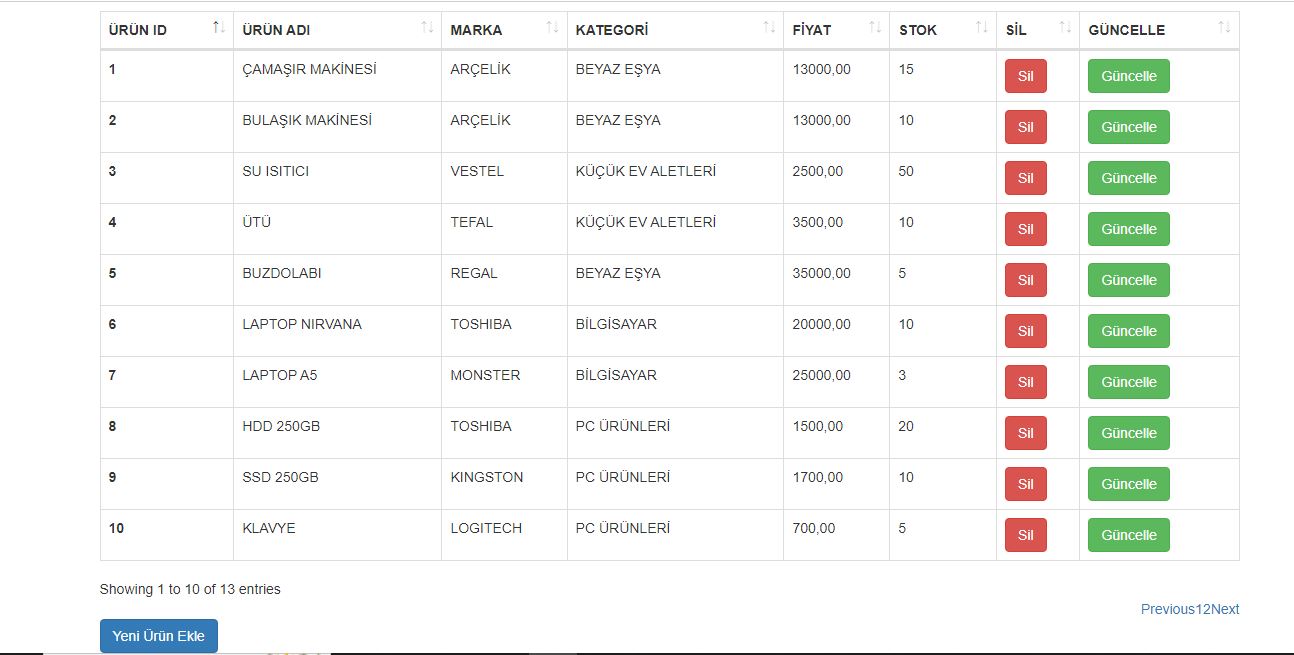 ÜRÜN ID ÜRÜN ADI MARKA KATEGORİ FİYAT STOK SİL GÜNCELLE
1 ÇAMAŞIR MAKİNESİ ARÇELİK BEYAZ EŞYA 13000,00 15 Sil Güncelle
2 BULAŞIK MAKİNESİ ARÇELİK BEYAZ EŞYA 13000,00 10 Sil Güncelle
3 SU ISITICI VESTEL KÜÇÜK EV ALETLERİ 2500,00 50 Sil Güncelle
4 ÜTÜ TEFAL KÜÇÜK EV ALETLERİ 3500,00 10 Sil Güncelle
5 BUZDOLABI REGAL BEYAZ EŞYA 35000,00 5 Sil Güncelle
6 LAPTOP NIRVANA TOSHIBA BİLGİSAYAR 20000,00 10 Sil Güncelle
7 LAPTOP A5 MONSTER BİLGİSAYAR 25000,00 3 Sil Güncelle
8 HDD 250GB TOSHIBA PC ÜRÜNLERİ 1500,00 20 Sil Güncelle
9 SSD 250GB KINGSTON PC ÜRÜNLERİ 1700,00 10 Sil Güncelle
10 KLAVYE LOGITECH PC ÜRÜNLERİ 700,00 5 Sil Güncelle
Showing 1 to 10 of 13 entries
Previous12Next
Yeni Ürün Ekle